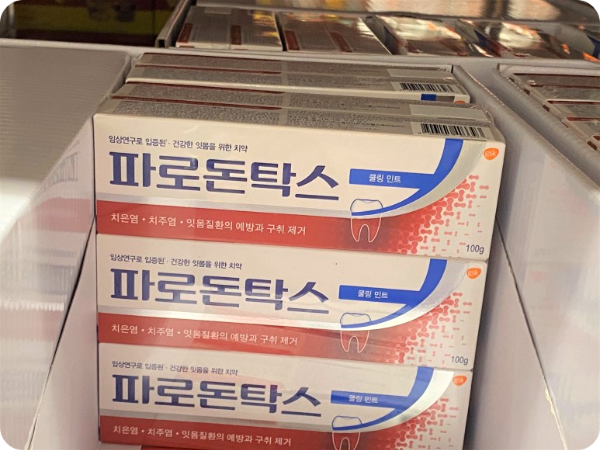 임상연구로 입증된* · 건강한 잇몸을 위한 치약
파로돈탁스
쿨링 민트
gsk
치은염 · 치주염 · 잇몸질환의 예방과 구취 제거
100g
임상연구로 입증된* · 건강한 잇몸을 위한 치약
파로돈탁스
쿨링 민트
치은염 · 치주염 · 잇몸질환의 예방과 구취 제거
100g
임상연구로 입증된* · 건강한 잇몸을 위한 치약
파로돈탁스
쿨링 민트
치은염 · 치주염 · 잇몸질환의 예방과 구취 제거